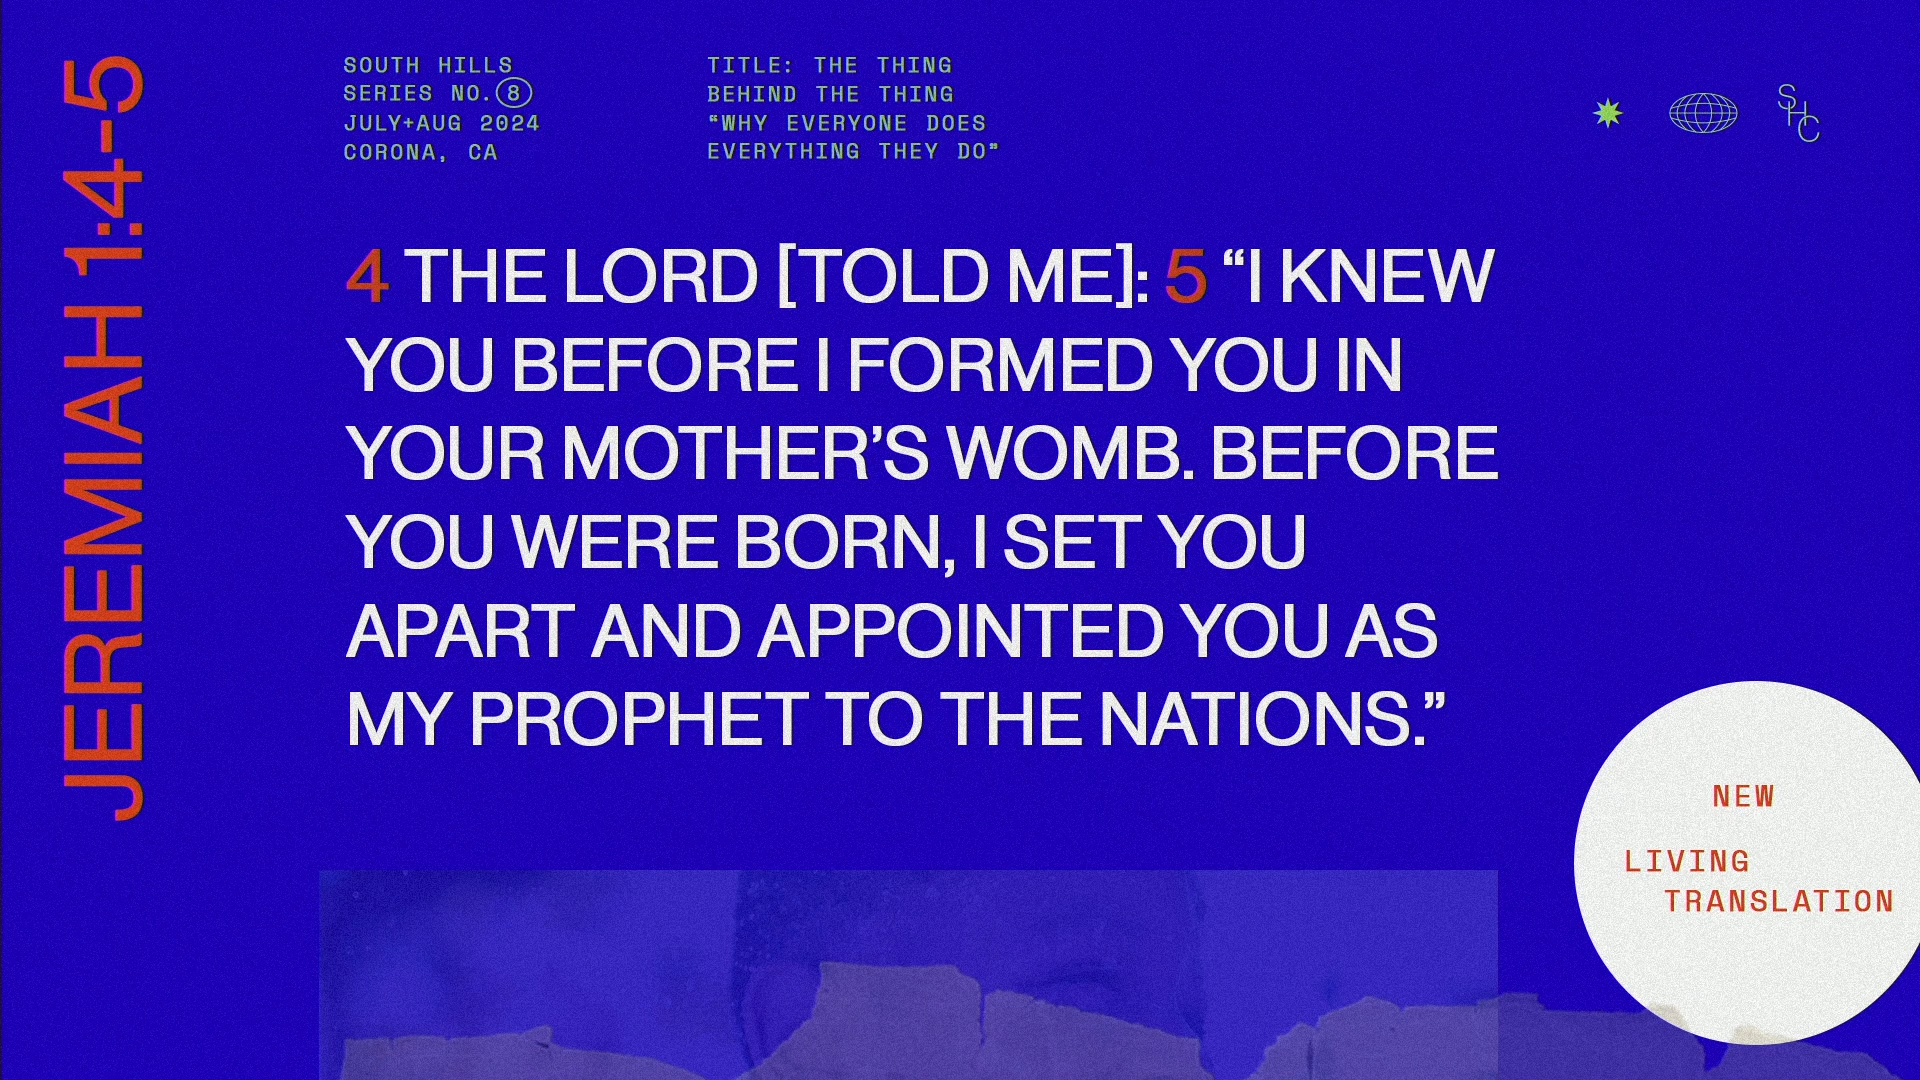 JEREMIAH 1:4-5
SOUTH HILLS
SERIES NO. 8
JULY+AUG 2024
CORONA, CA
TITLE: THE THING
BEHIND THE THING
“WHY EVERYONE DOES
EVERYTHING THEY DO”
SHC
4 THE LORD [TOLD ME]: 5 “I KNEW
YOU BEFORE I FORMED YOU IN
YOUR MOTHER’S WOMB. BEFORE
YOU WERE BORN, I SET YOU
APART AND APPOINTED YOU AS
MY PROPHET TO THE NATIONS.”
NEW
LIVING
TRANSLATION